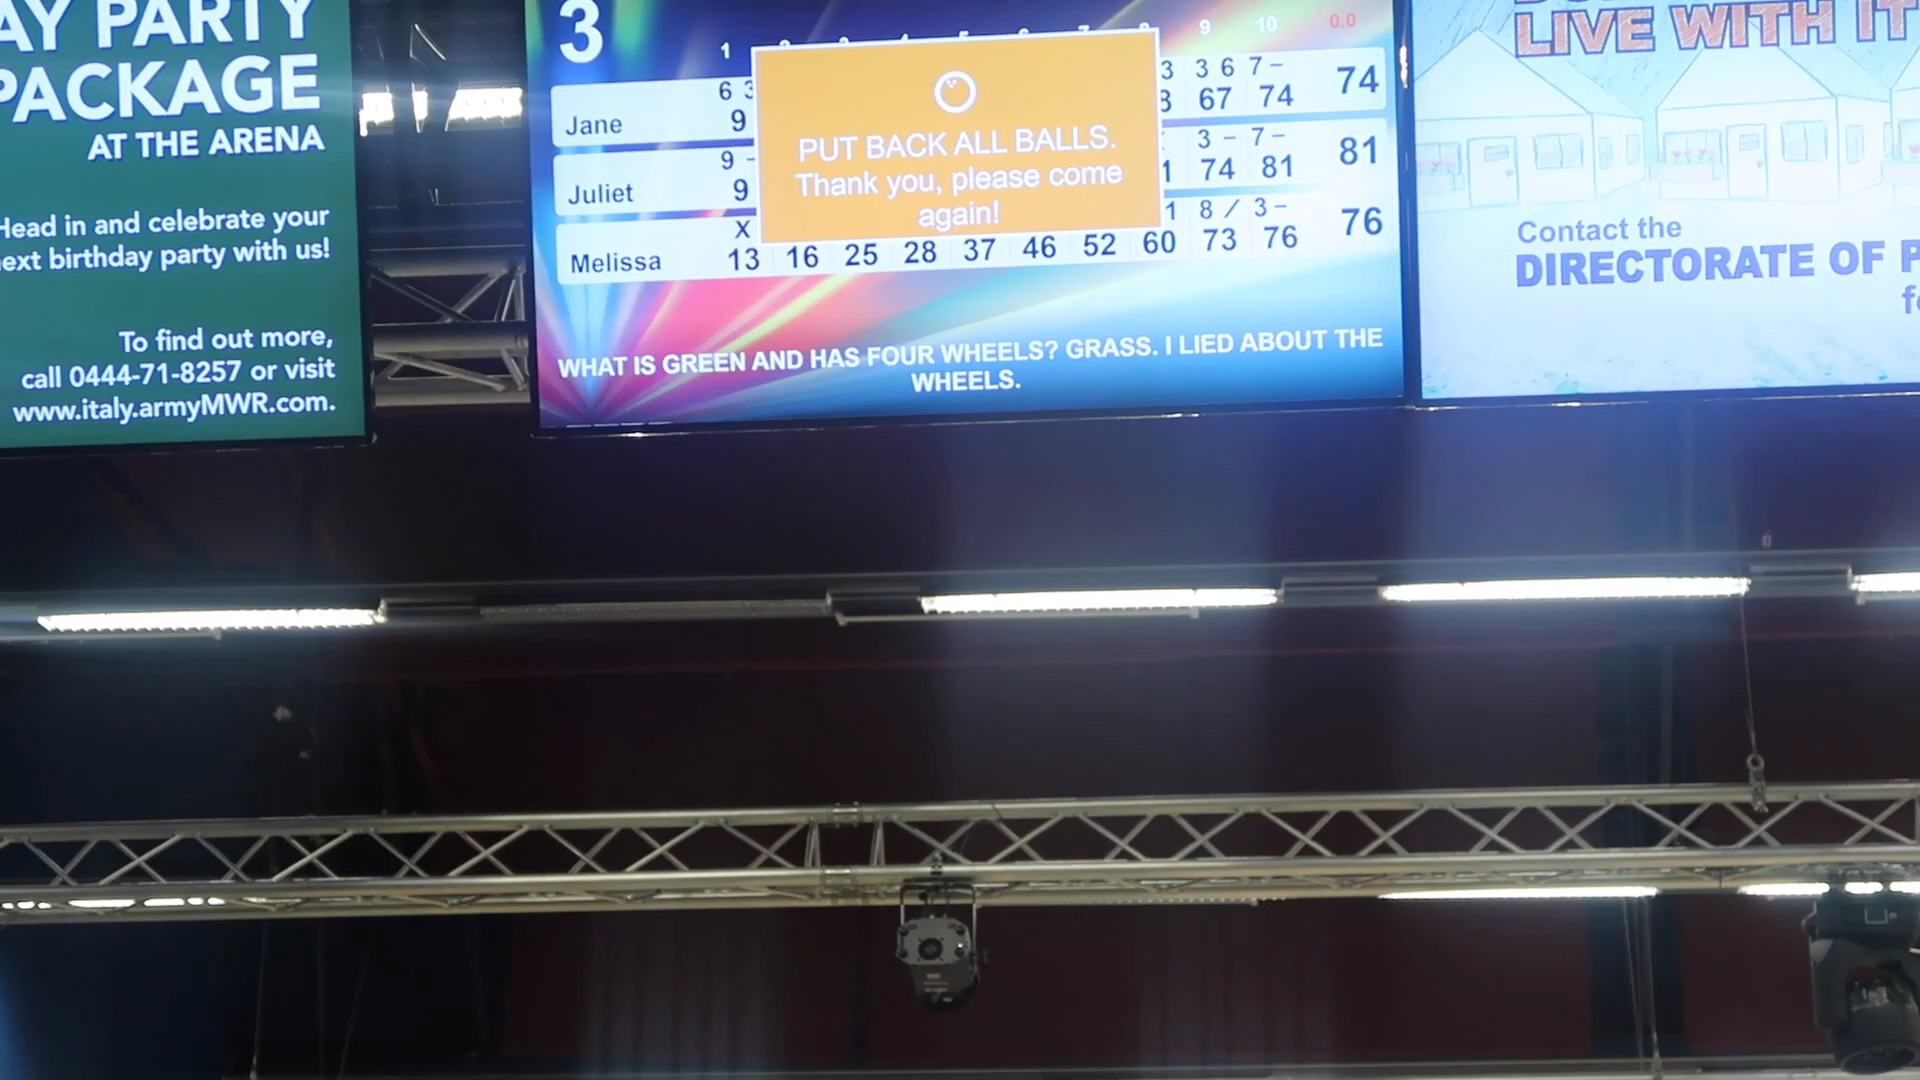 AY PARTY
PACKAGE
AT THE ARENA
Head in and celebrate your
next birthday party with us!
To find out more,
call 0444-71-8257 or visit
www.italy.armyMWR.com.
3
1 9 10 0.0
6 3 3 3 6 7 -
Jane 9 67 74 74
9 - 3 - 7 -
Juliet 9 74 81 81
X 1 8 / 3 -
Melissa 13 16 25 28 37 46 52 60 73 76 76
PUT BACK ALL BALLS.
Thank you, please come
again!
WHAT IS GREEN AND HAS FOUR WHEELS? GRASS. I LIED ABOUT THE
WHEELS.
LIVE WITH IT
Contact the
DIRECTORATE OF P